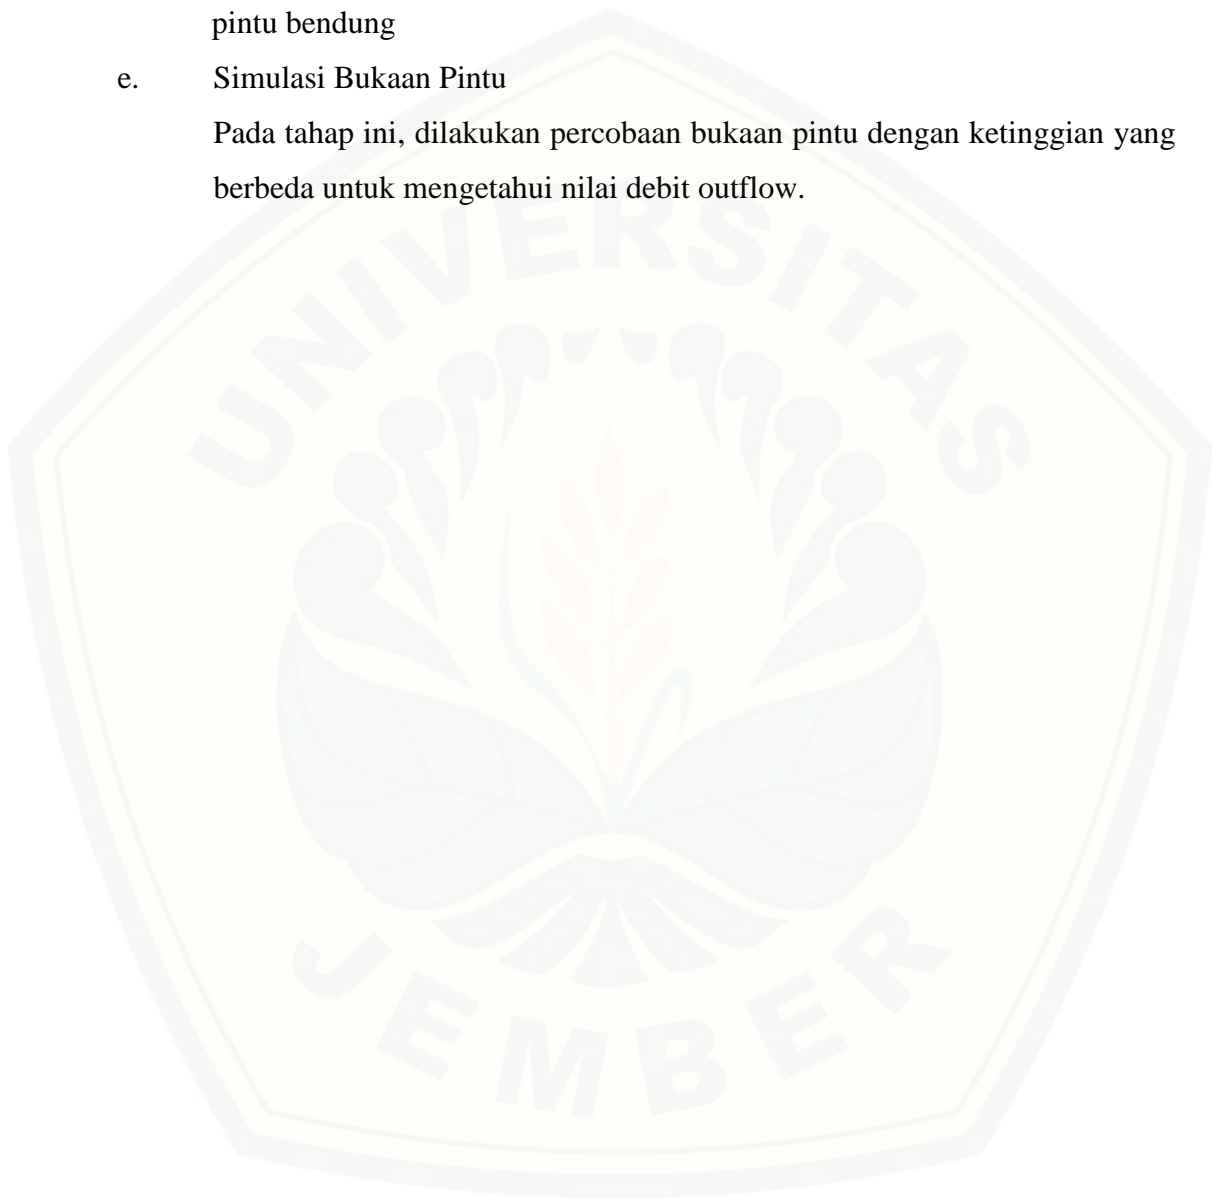 pintu bendung
e. Simulasi Bukaan Pintu
Pada tahap ini, dilakukan percobaan bukaan pintu dengan ketinggian yang
berbeda untuk mengetahui nilai debit outflow.
UNIVERSITAS
JEMBER